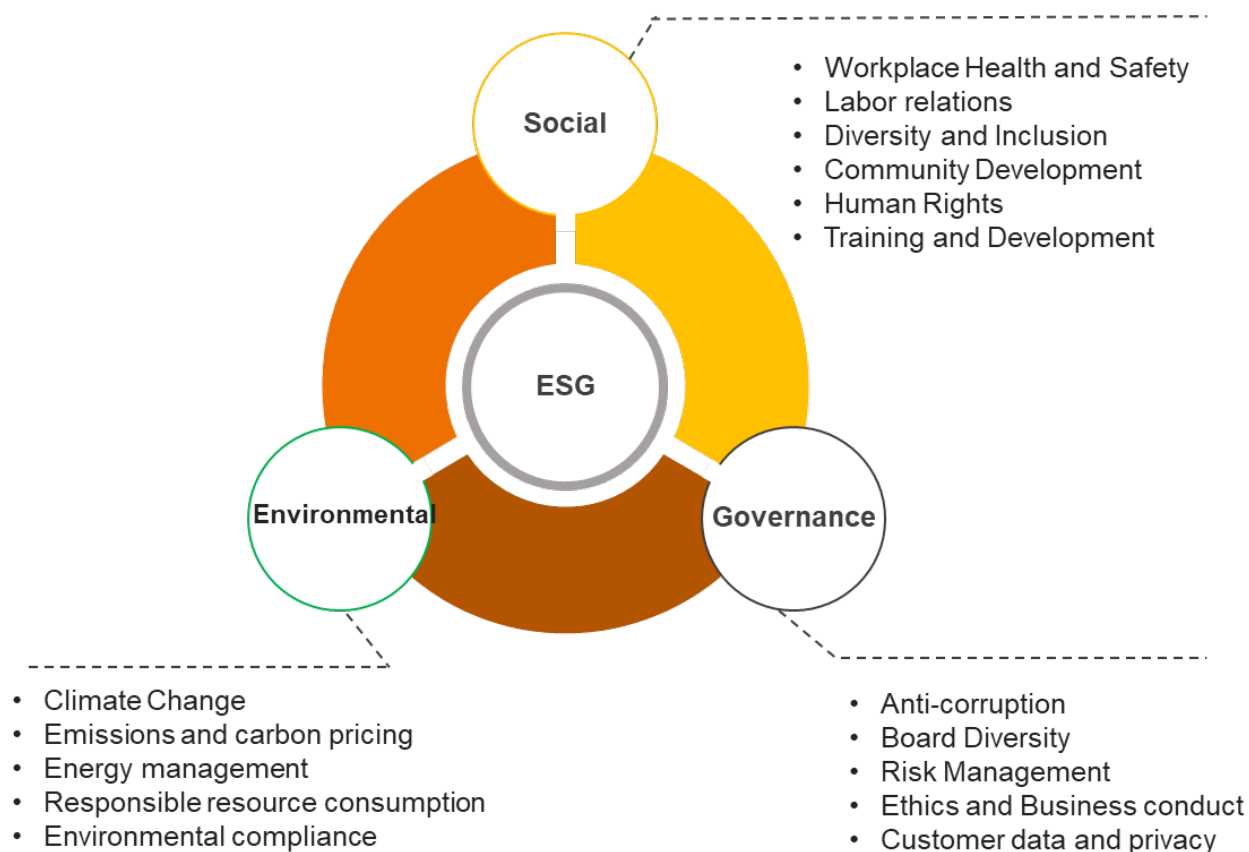 Social
• Workplace Health and Safety
• Labor relations
• Diversity and Inclusion
• Community Development
• Human Rights
• Training and Development
ESG
Environmental
Governance
• Climate Change
• Emissions and carbon pricing
• Energy management
• Responsible resource consumption
• Environmental compliance
• Anti-corruption
• Board Diversity
• Risk Management
• Ethics and Business conduct
• Customer data and privacy